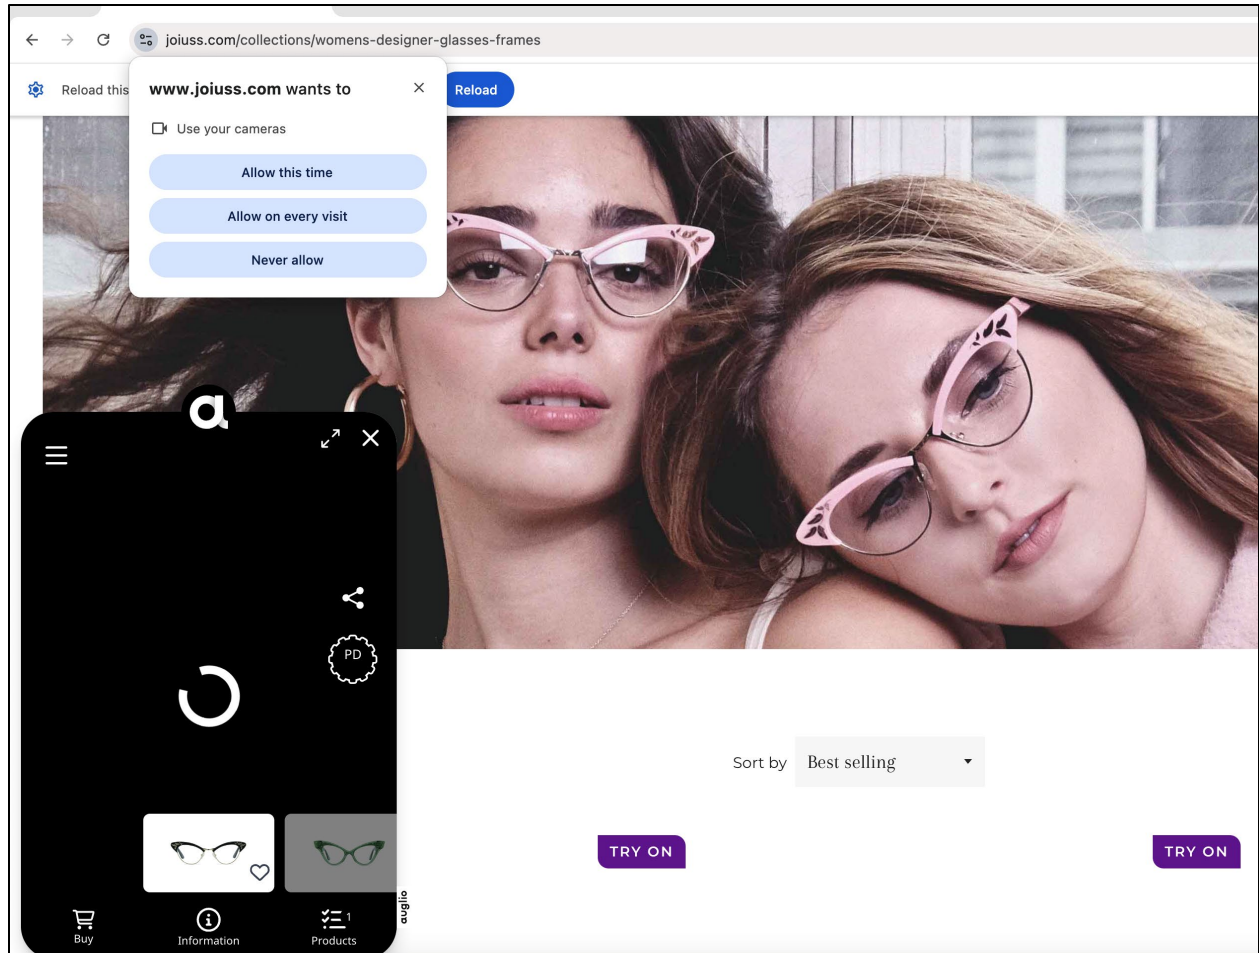 joiuss.com/collections/womens-designer-glasses-frames
Reload this
Reload
www.joiuss.com wants to
Use your cameras
Allow this time
Allow on every visit
Never allow
a
PD
Sort by
Best selling
TRY ON
TRY ON
auglio
Buy
Information
1
Products